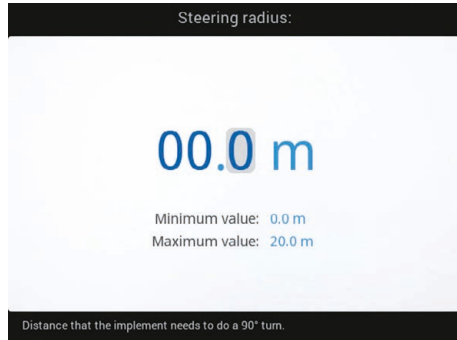 Steering radius:
00.0 m
Minimum value: 0.0 m
Maximum value: 20.0 m
Distance that the implement needs to do a 90° turn.